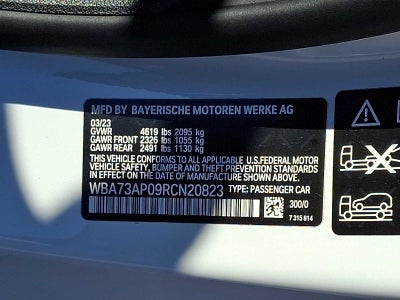 MFD BY BAYERISCHE MOTOREN WERKE AG
03/23
GVWR 4619 lbs 2095 kg
GAWR FRONT 2326 lbs 1055 kg
GAWR REAR 2491 lbs 1130 kg
THIS VEHICLE CONFORMS TO ALL APPLICABLE U.S. FEDERAL MOTOR
VEHICLE SAFETY, BUMPER AND THEFT PREVENTION STANDARDS
IN EFFECT ON THE DATE OF MANUFACTURE SHOWN ABOVE.
WBA73AP09RCN20823 TYPE: PASSENGER CAR
300/0
7 315 814